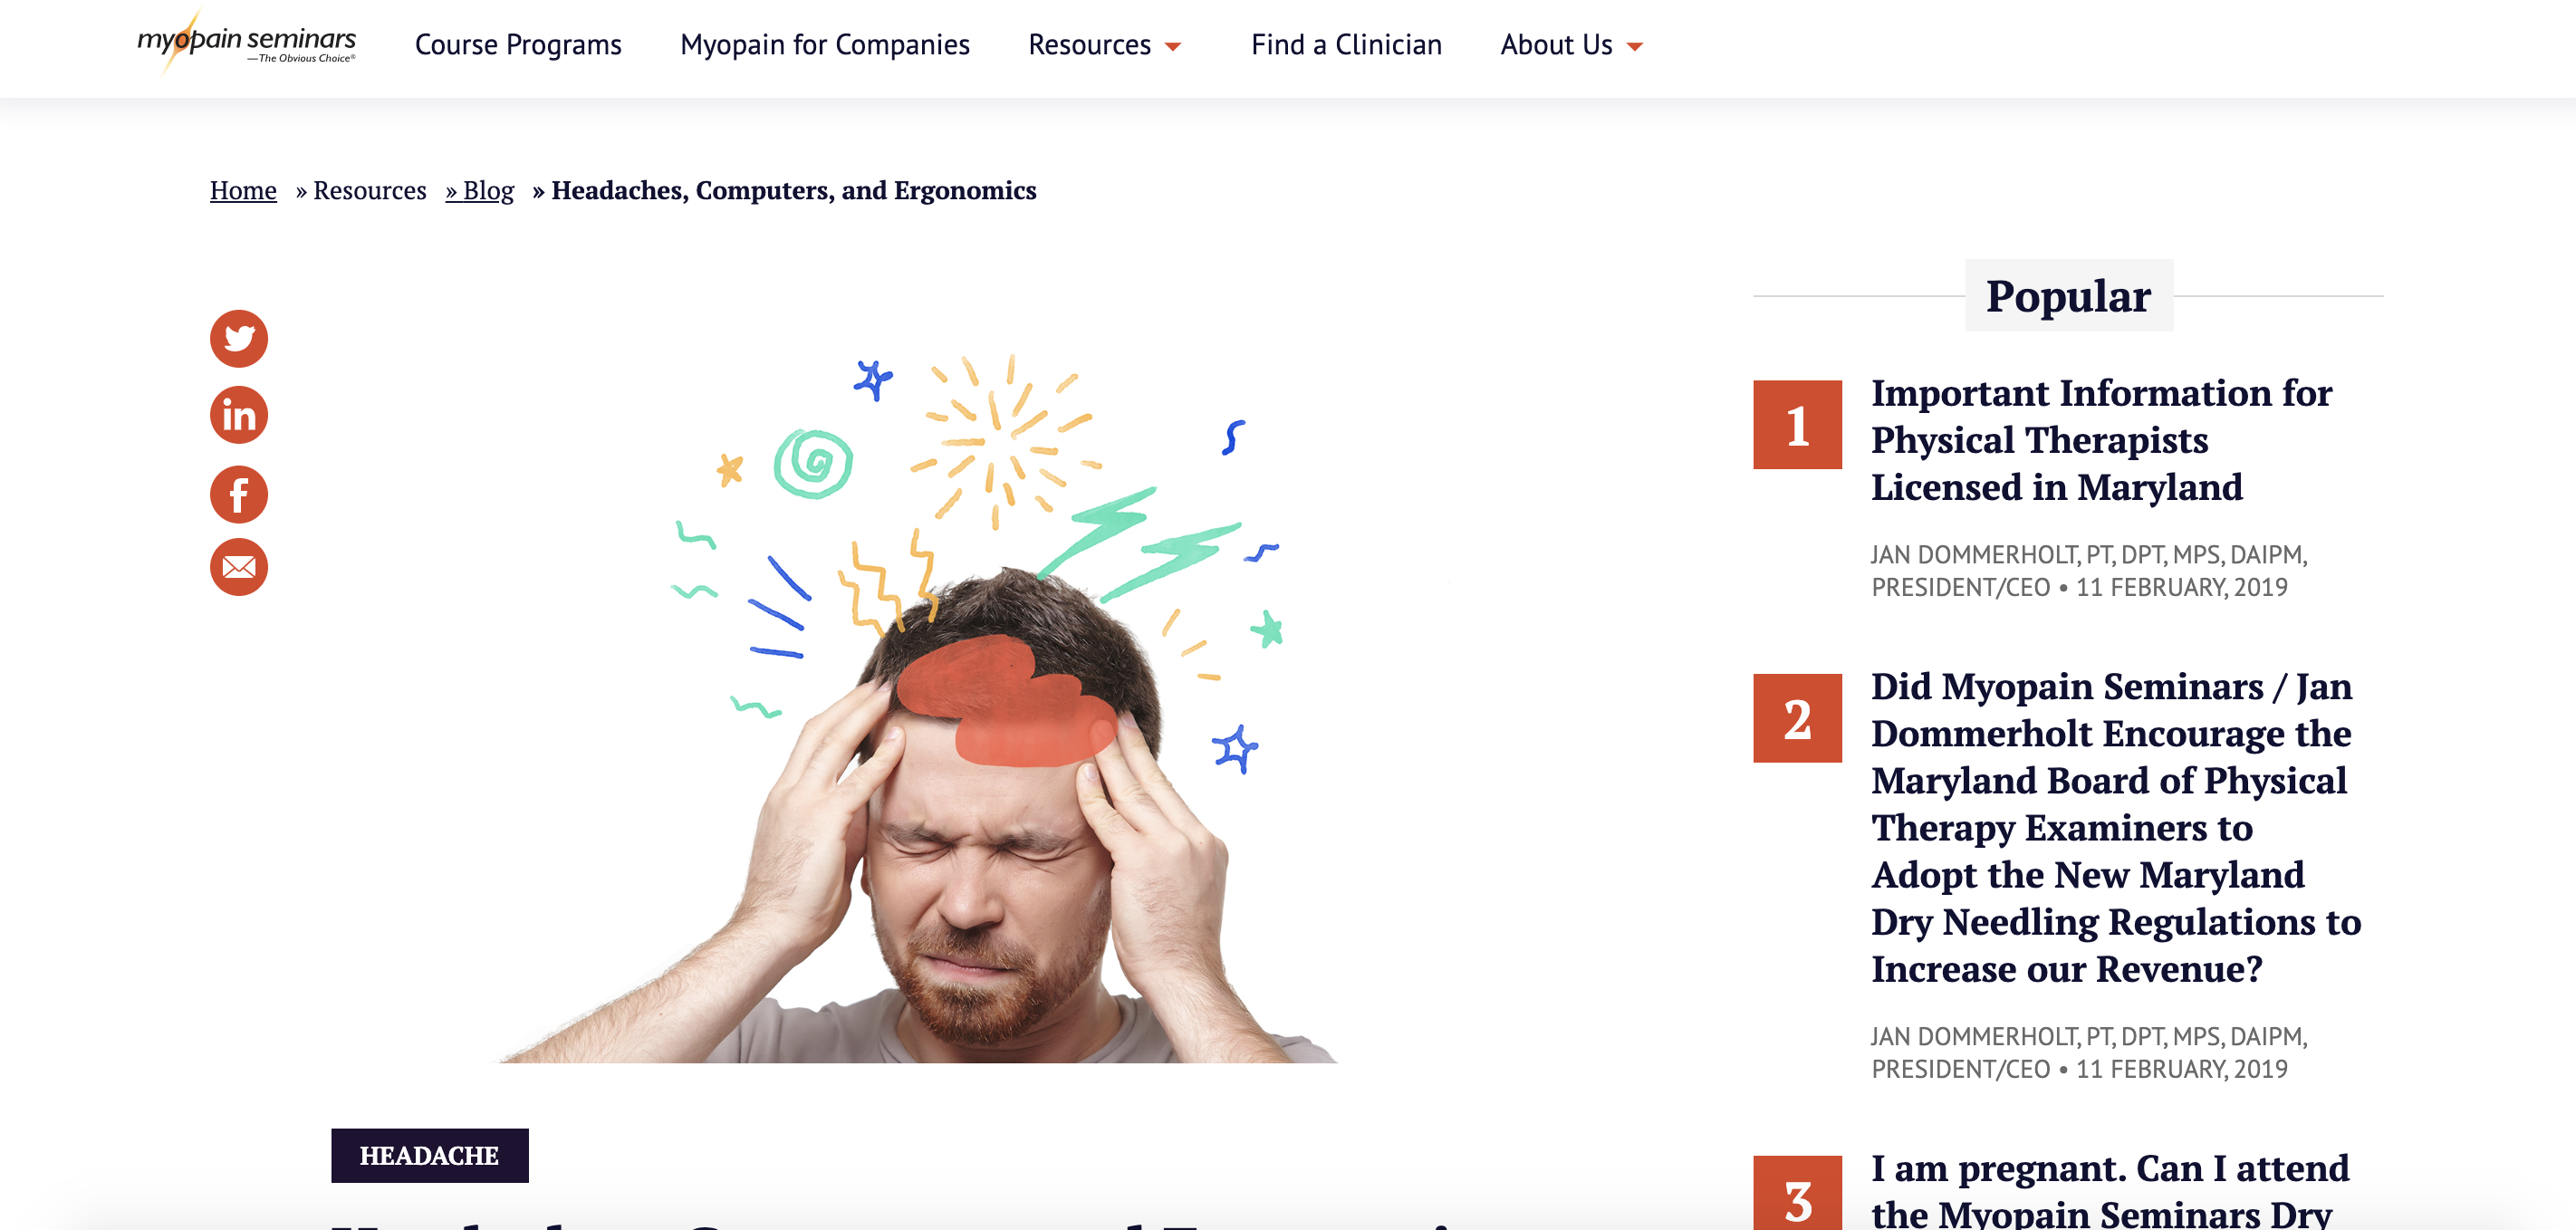 myopain seminars
—The Obvious Choice®
Course Programs
Myopain for Companies
Resources
Find a Clinician
About Us
Home » Resources » Blog » Headaches, Computers, and Ergonomics
Popular
1
Important Information for
Physical Therapists
Licensed in Maryland
JAN DOMMERHOLT, PT, DPT, MPS, DAIPM,
PRESIDENT/CEO • 11 FEBRUARY, 2019
2
Did Myopain Seminars / Jan
Dommerholt Encourage the
Maryland Board of Physical
Therapy Examiners to
Adopt the New Maryland
Dry Needling Regulations to
Increase our Revenue?
JAN DOMMERHOLT, PT, DPT, MPS, DAIPM,
PRESIDENT/CEO • 11 FEBRUARY, 2019
3
I am pregnant. Can I attend
the Myopain Seminars Dry
in
f
HEADACHE